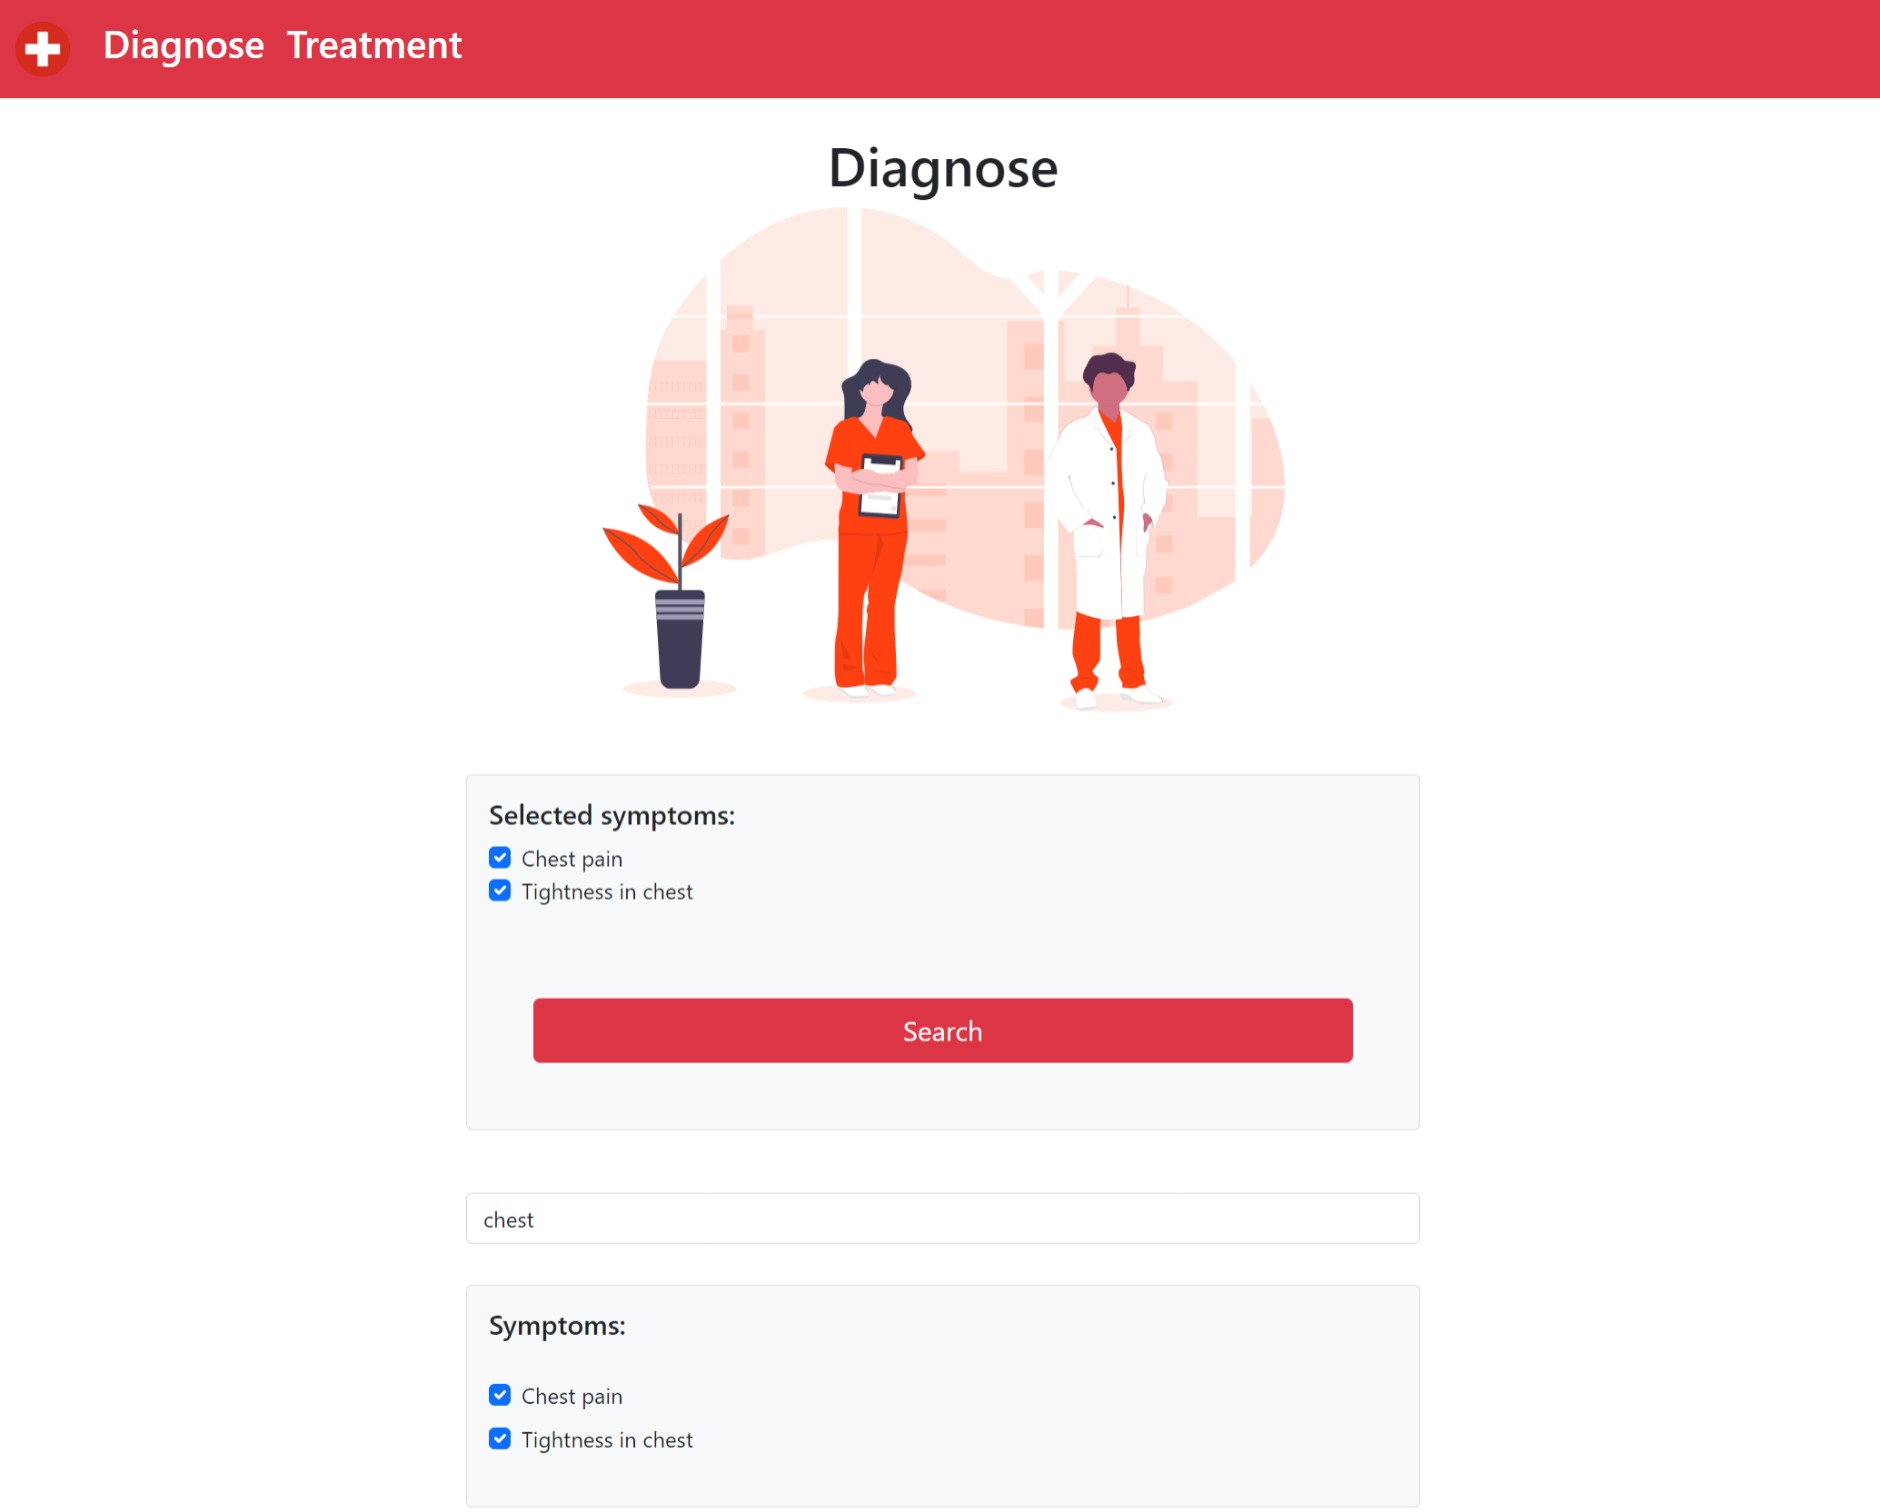 Diagnose Treatment
Diagnose
Selected symptoms:
Chest pain
Tightness in chest
Search
chest
Symptoms:
Chest pain
Tightness in chest